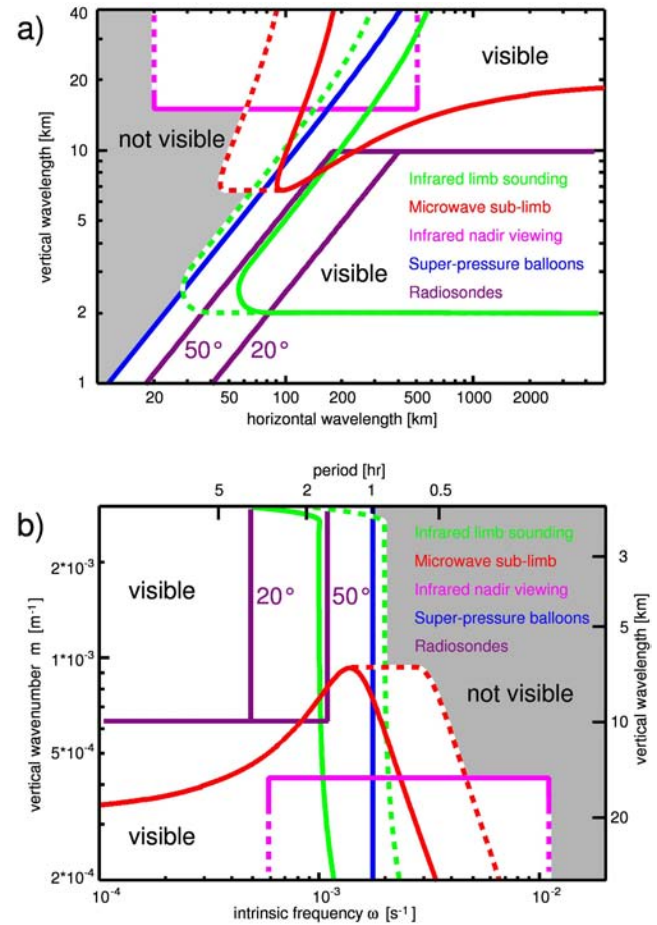 a)
40
20
10
5
2
1
vertical wavelength [km]
visible
not visible
Infrared limb sounding
Microwave sub-limb
Infrared nadir viewing
Super-pressure balloons
Radiosondes
visible
50° 20°
20 50 100 200 500 1000 2000
horizontal wavelength [km]
period [hr]
5 2 1 0.5
b)
2*10⁻³
1*10⁻³
5*10⁻⁴
2*10⁻⁴
vertical wavenumber m [m⁻¹]
visible
20° 50°
Infrared limb sounding
Microwave sub-limb
Infrared nadir viewing
Super-pressure balloons
Radiosondes
not visible
visible
3
5
10
20
vertical wavelength [km]
10⁻⁴ 10⁻³ 10⁻²
intrinsic frequency ω [s⁻¹]